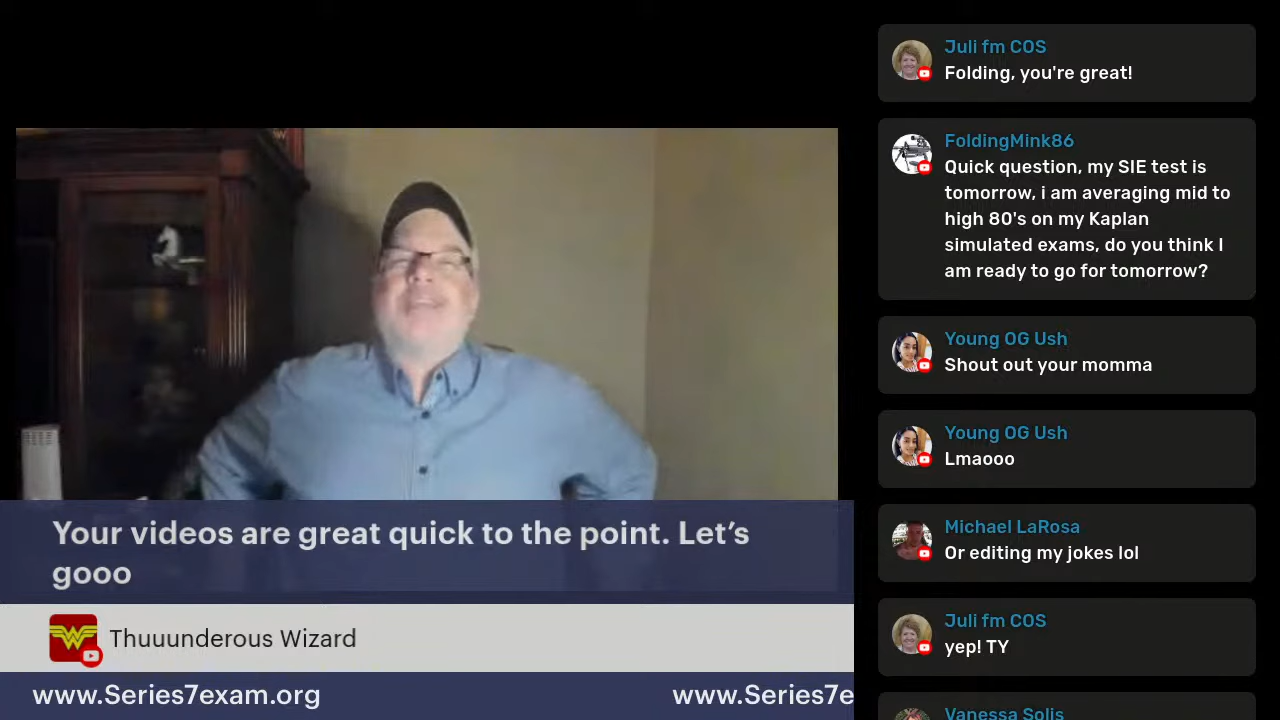 Juli fm COS
Folding, you're great!
FoldingMink86
Quick question, my SIE test is
tomorrow, i am averaging mid to
high 80's on my Kaplan
simulated exams, do you think I
am ready to go for tomorrow?
Young OG Ush
Shout out your momma
Young OG Ush
Lmaooo
Michael LaRosa
Or editing my jokes lol
Juli fm COS
yep! TY
Vanessa Solis
Your videos are great quick to the point. Let’s
gooo
Thuuunderous Wizard
www.Series7exam.org www.Series7e